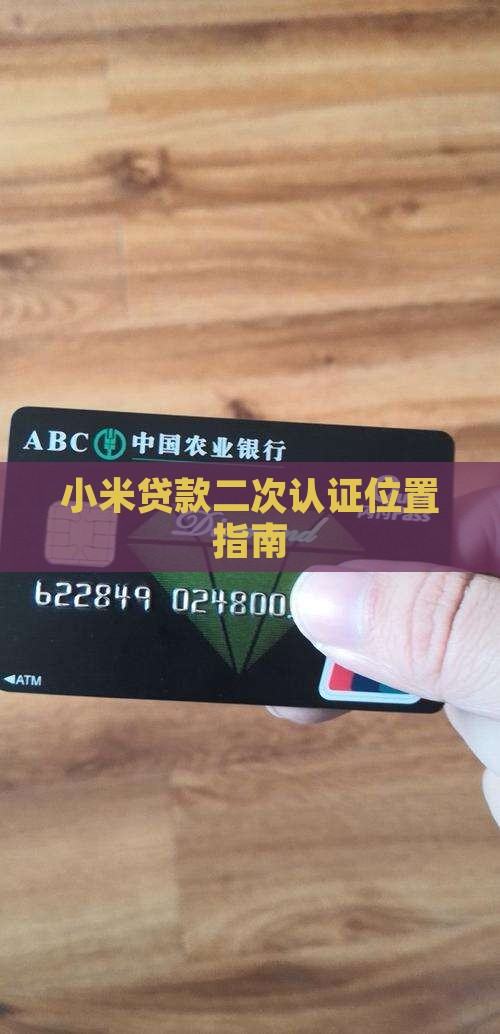 ABC 中国农业银行
小米贷款二次认证位置
指南
Diamond
622849 024800
◀ATM